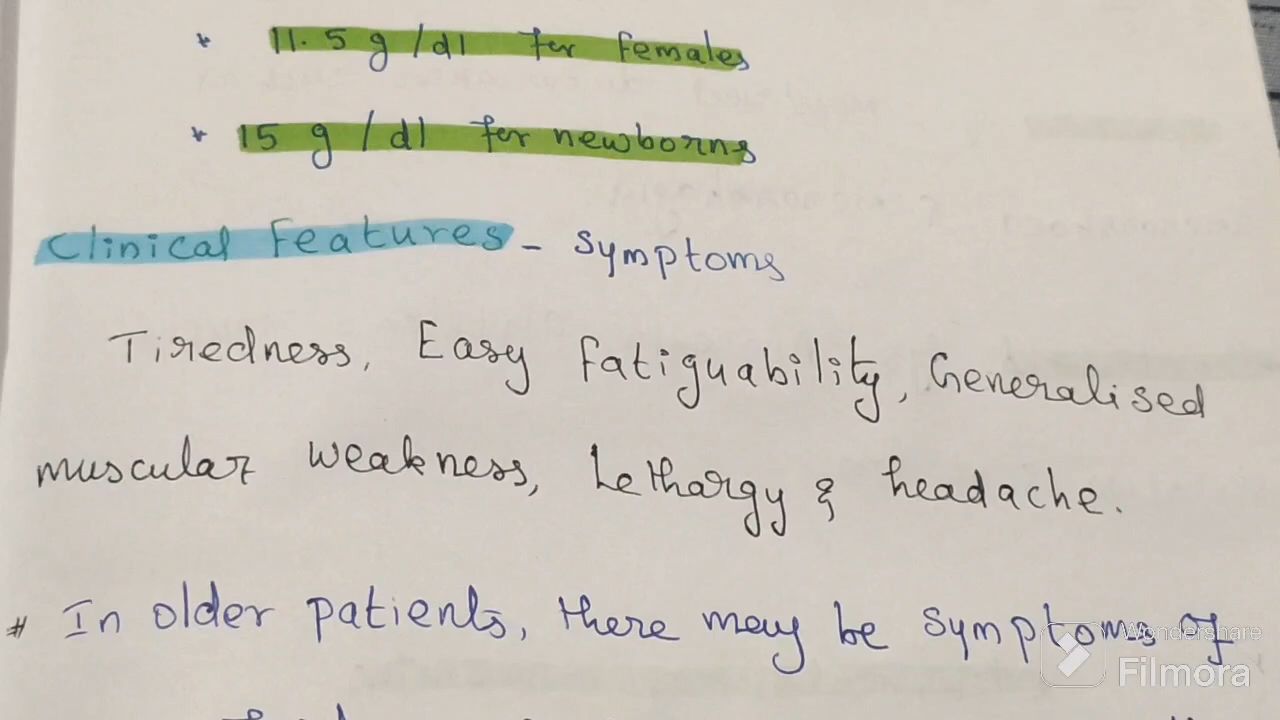 * 11.5 g/dl for females
* 15 g/dl for newborns
Clinical Features - Symptoms
Tiredness, Easy fatiguability, Generalised
muscular weakness, Lethargy & headache.
# In older patients, there may be symptoms of
Wondershare
Filmora